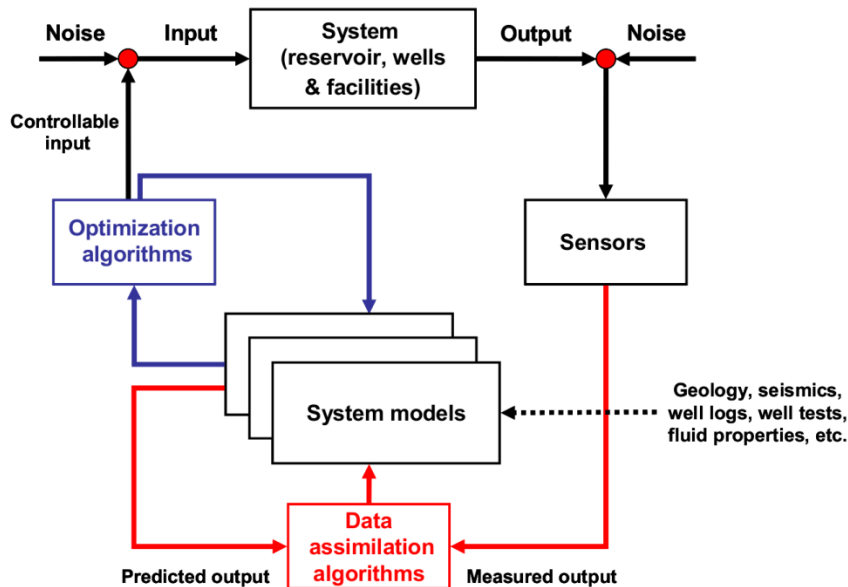 Noise
Input
System
(reservoir, wells
& facilities)
Output
Noise
Controllable
input
Optimization
algorithms
Sensors
System models
Geology, seismics,
well logs, well tests,
fluid properties, etc.
Data
assimilation
algorithms
Predicted output
Measured output